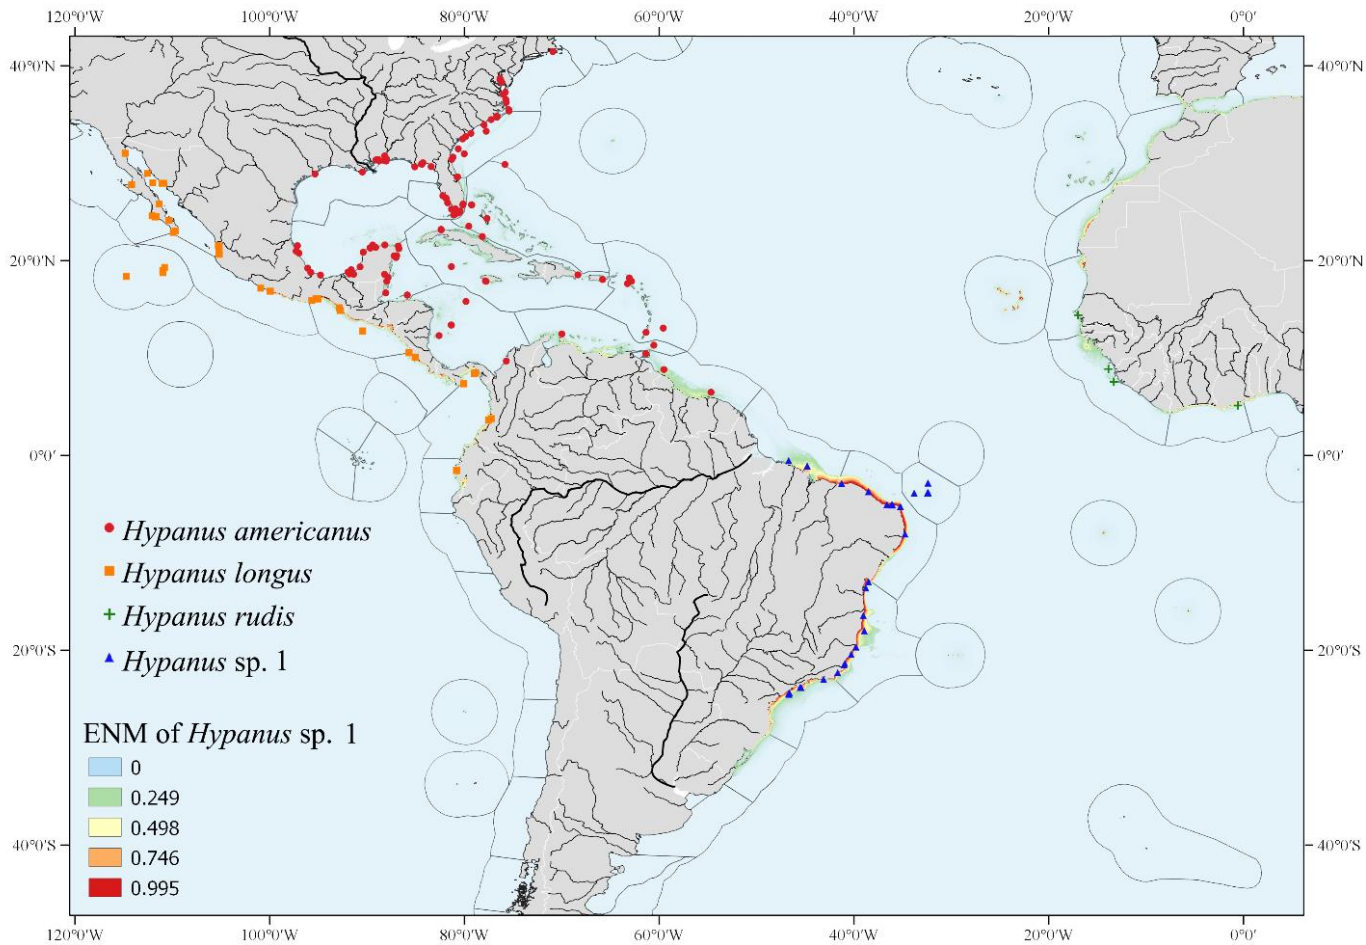 120°0'W 100°0'W 80°0'W 60°0'W 40°0'W 20°0'W 0°0'
40°0'N 40°0'N
20°0'N 20°0'N
0°0' 0°0'
Hypanus americanus
Hypanus longus
Hypanus rudis
Hypanus sp. 1
20°0'S 20°0'S
ENM of Hypanus sp. 1
0
0.249
0.498
0.746
40°0'S 40°0'S
0.995
120°0'W 100°0'W 80°0'W 60°0'W 40°0'W 20°0'W 0°0'